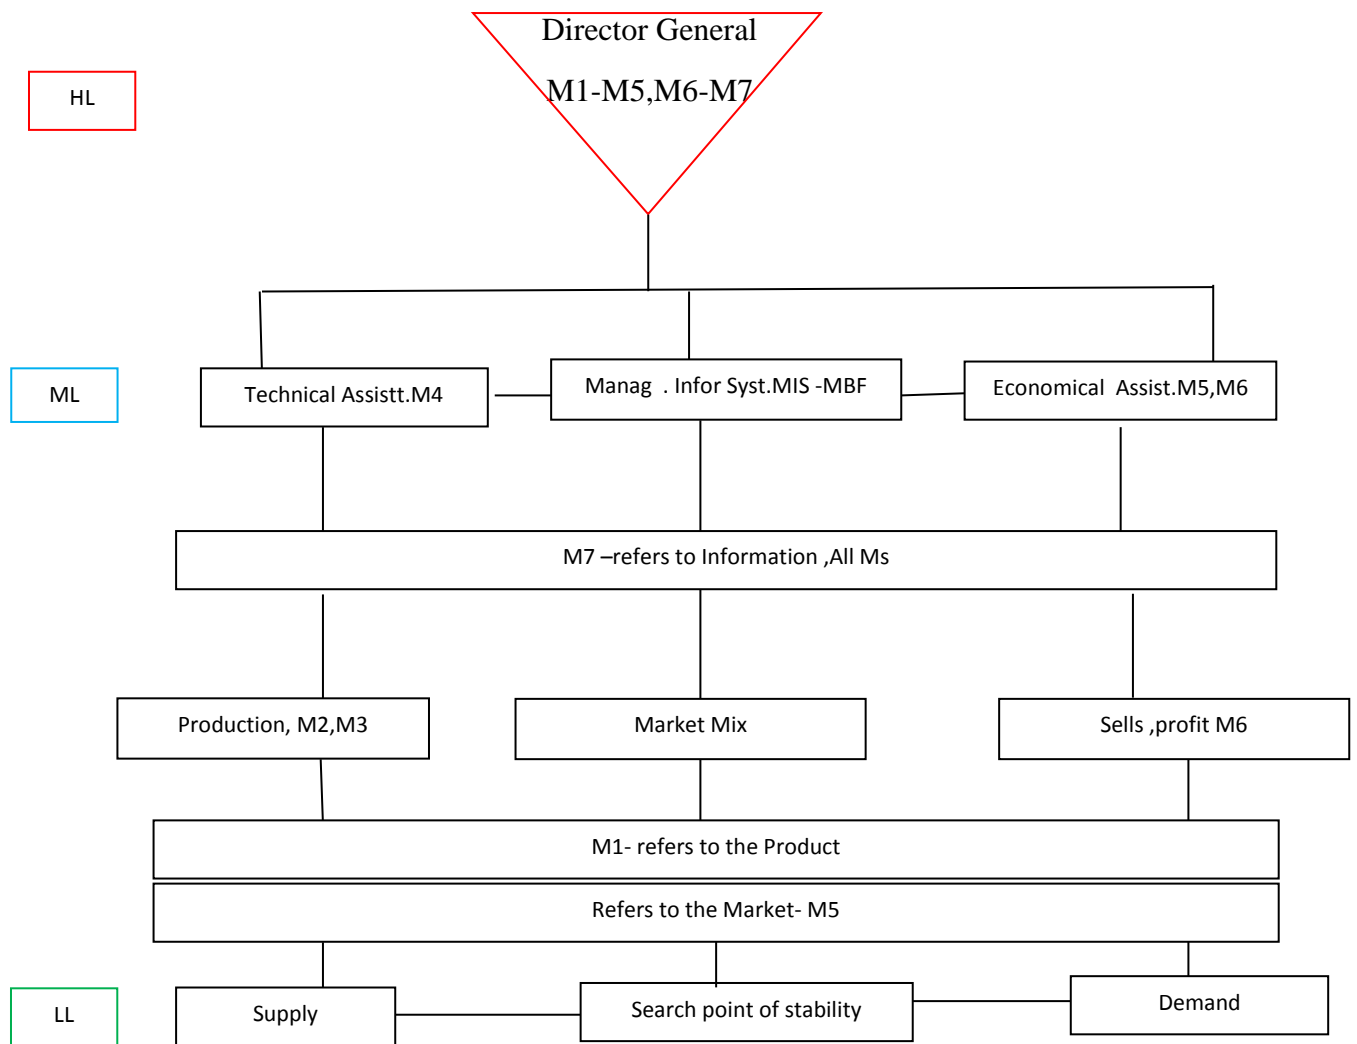 Director General
M1-M5,M6-M7
HL
ML
Technical Assistt.M4
Manag . Infor Syst.MIS -MBF
Economical Assist.M5,M6
M7 –refers to Information ,All Ms
Production, M2,M3
Market Mix
Sells ,profit M6
M1- refers to the Product
Refers to the Market- M5
LL
Supply
Search point of stability
Demand